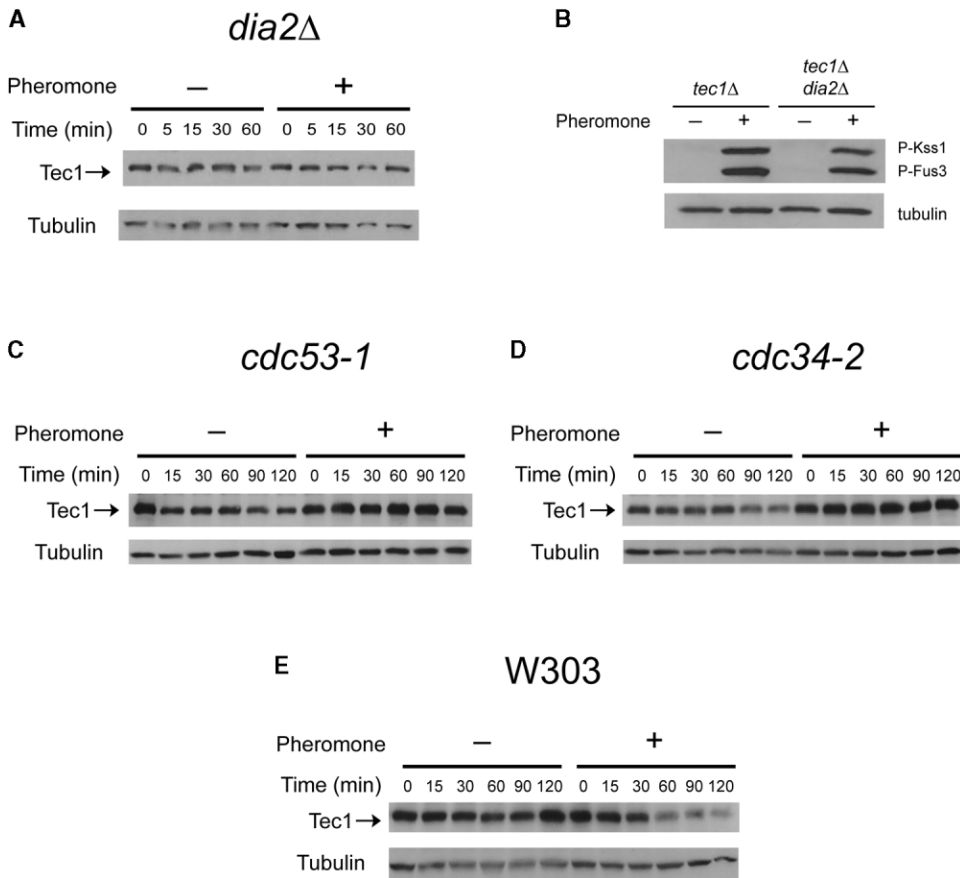 A
dia2Δ
Pheromone − +
Time (min) 0 5 15 30 60 0 5 15 30 60
Tec1→
Tubulin
B
tec1Δ tec1Δ dia2Δ
Pheromone − + − +
P-Kss1
P-Fus3
tubulin
C
cdc53-1
Pheromone − +
Time (min) 0 15 30 60 90 120 0 15 30 60 90 120
Tec1→
Tubulin
D
cdc34-2
Pheromone − +
Time (min) 0 15 30 60 90 120 0 15 30 60 90 120
Tec1→
Tubulin
E
W303
Pheromone − +
Time (min) 0 15 30 60 90 120 0 15 30 60 90 120
Tec1→
Tubulin